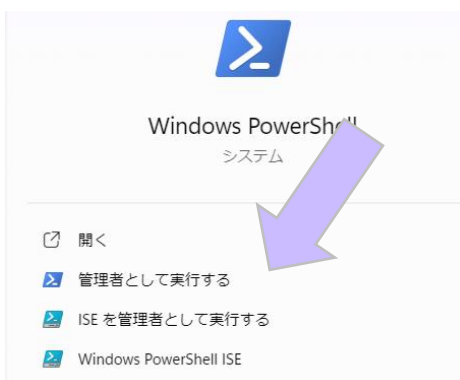 Windows PowerShell
システム
開く
管理者として実行する
ISE を管理者として実行する
Windows PowerShell ISE